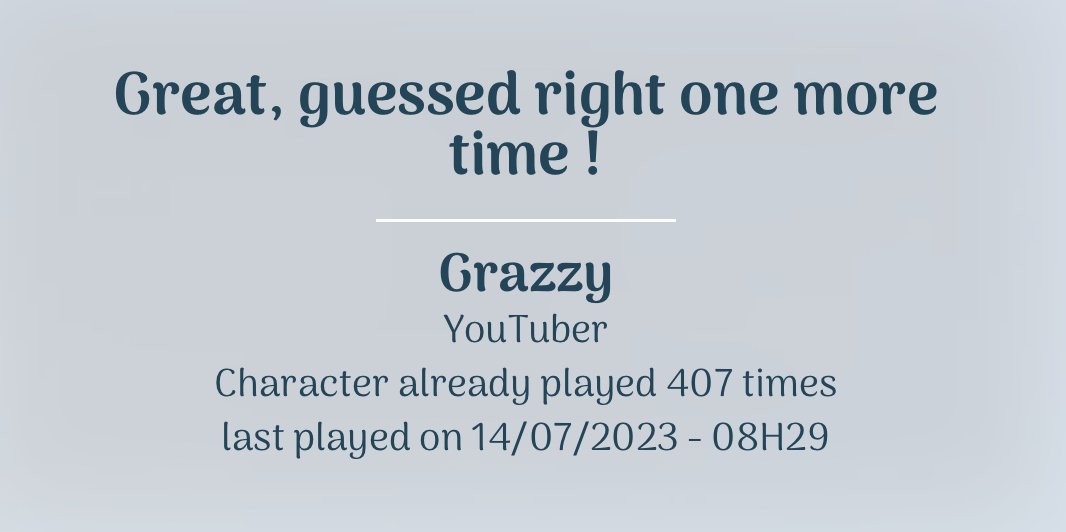 Great, guessed right one more
time !
Grazzy
YouTuber
Character already played 407 times
last played on 14/07/2023 - 08H29